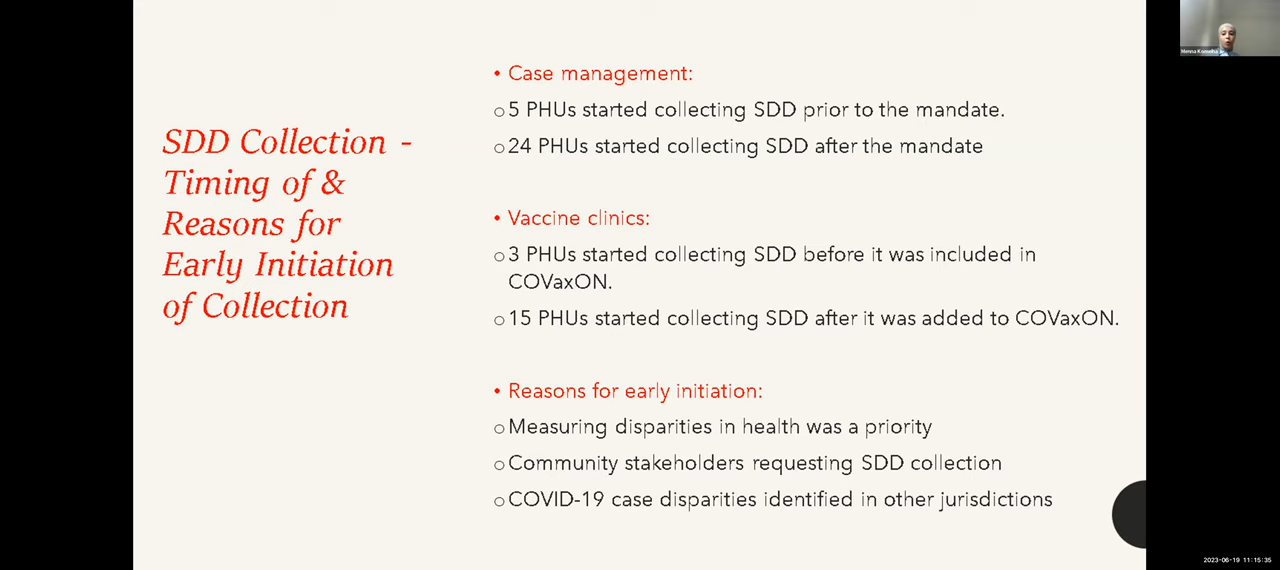 SDD Collection -
Timing of &
Reasons for
Early Initiation
of Collection
• Case management:
o 5 PHUs started collecting SDD prior to the mandate.
o 24 PHUs started collecting SDD after the mandate
• Vaccine clinics:
o 3 PHUs started collecting SDD before it was included in
COVaxON.
o 15 PHUs started collecting SDD after it was added to COVaxON.
• Reasons for early initiation:
o Measuring disparities in health was a priority
o Community stakeholders requesting SDD collection
o COVID-19 case disparities identified in other jurisdictions
2023-06-19 11:15:35